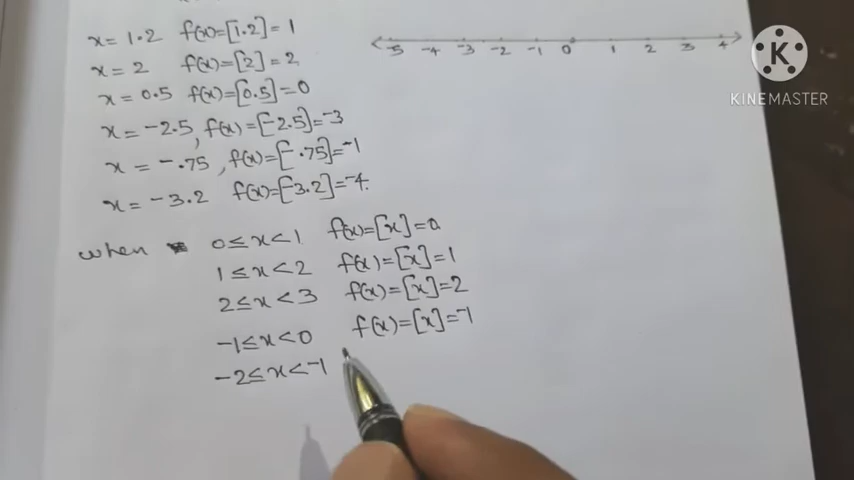 x = 1.2 f(x)=[1.2]= 1
x = 2 f(x)=[2]=2
x = 0.5 f(x)=[0.5]=0
x = -2.5, f(x)=[-2.5]=-3
x = -.75, f(x)=[-.75]=-1
x = -3.2 f(x)=[-3.2]=-4.
when 0≤x<1 f(x)=[x]=0
1≤x<2 f(x)=[x]=1
2≤x<3 f(x)=[x]=2
-1≤x<0 f(x)=[x]=-1
-2≤x<-1
-5 -4 -3 -2 -1 0 1 2 3 4
K
KINEMASTER